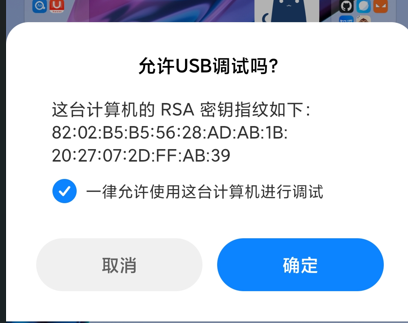 允许USB调试吗?
这台计算机的 RSA 密钥指纹如下：
82:02:B5:B5:56:28:AD:AB:1B:
20:27:07:2D:FF:AB:39
一律允许使用这台计算机进行调试
取消
确定